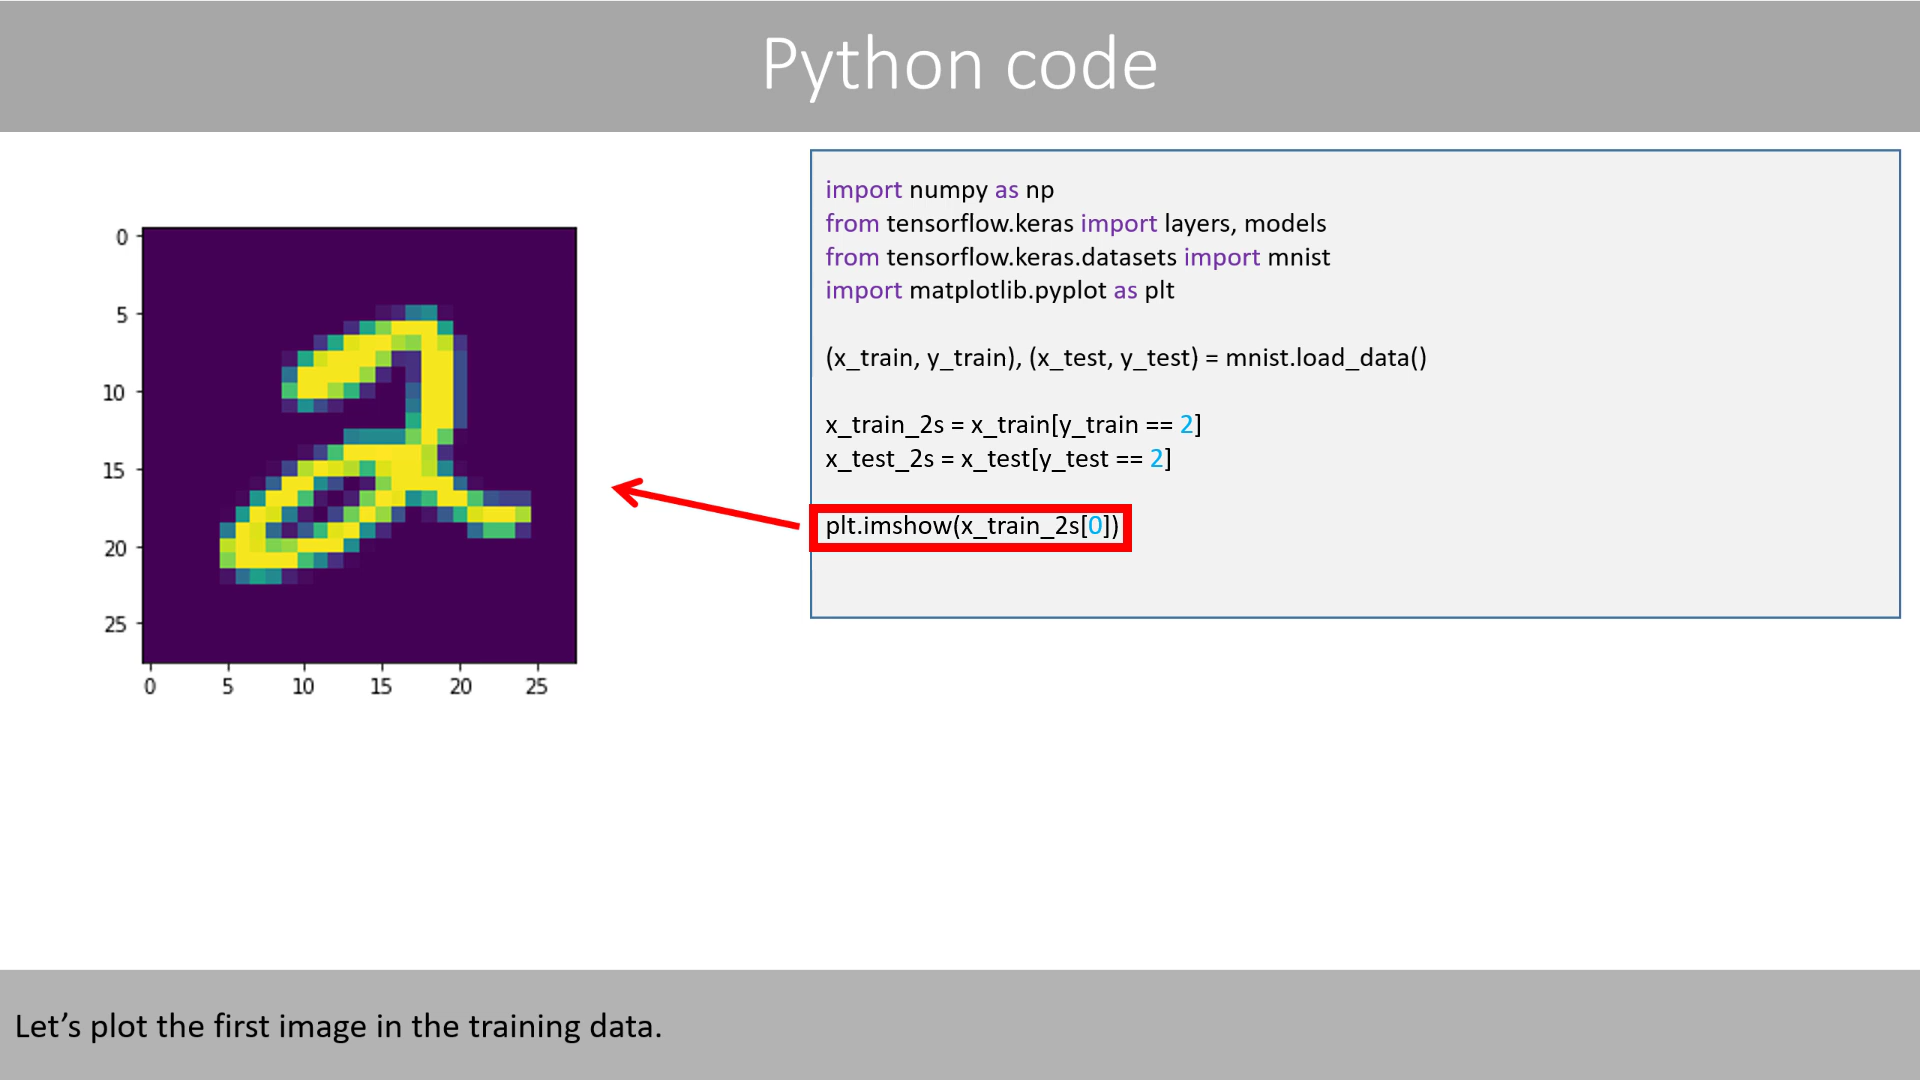 Python code
0
5
10
15
20
25
0 5 10 15 20 25
import numpy as np
from tensorflow.keras import layers, models
from tensorflow.keras.datasets import mnist
import matplotlib.pyplot as plt
(x_train, y_train), (x_test, y_test) = mnist.load_data()
x_train_2s = x_train[y_train == 2]
x_test_2s = x_test[y_test == 2]
plt.imshow(x_train_2s[0])
Let’s plot the first image in the training data.